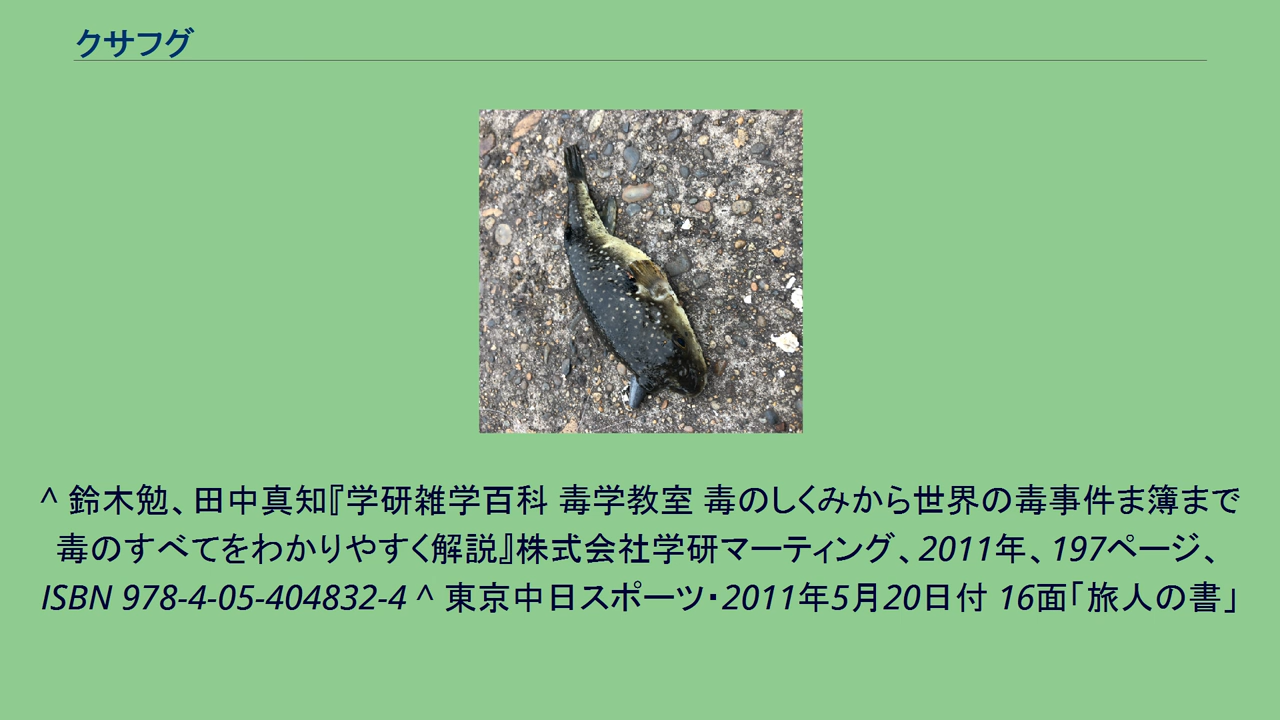 クサフグ
^ 鈴木勉、田中真知『学研雑学百科 毒学教室 毒のしくみから世界の毒事件ま簿まで
毒のすべてをわかりやすく解説』株式会社学研マーティング、2011年、197ページ、
ISBN 978-4-05-404832-4 ^ 東京中日スポーツ・2011年5月20日付 16面「旅人の書」